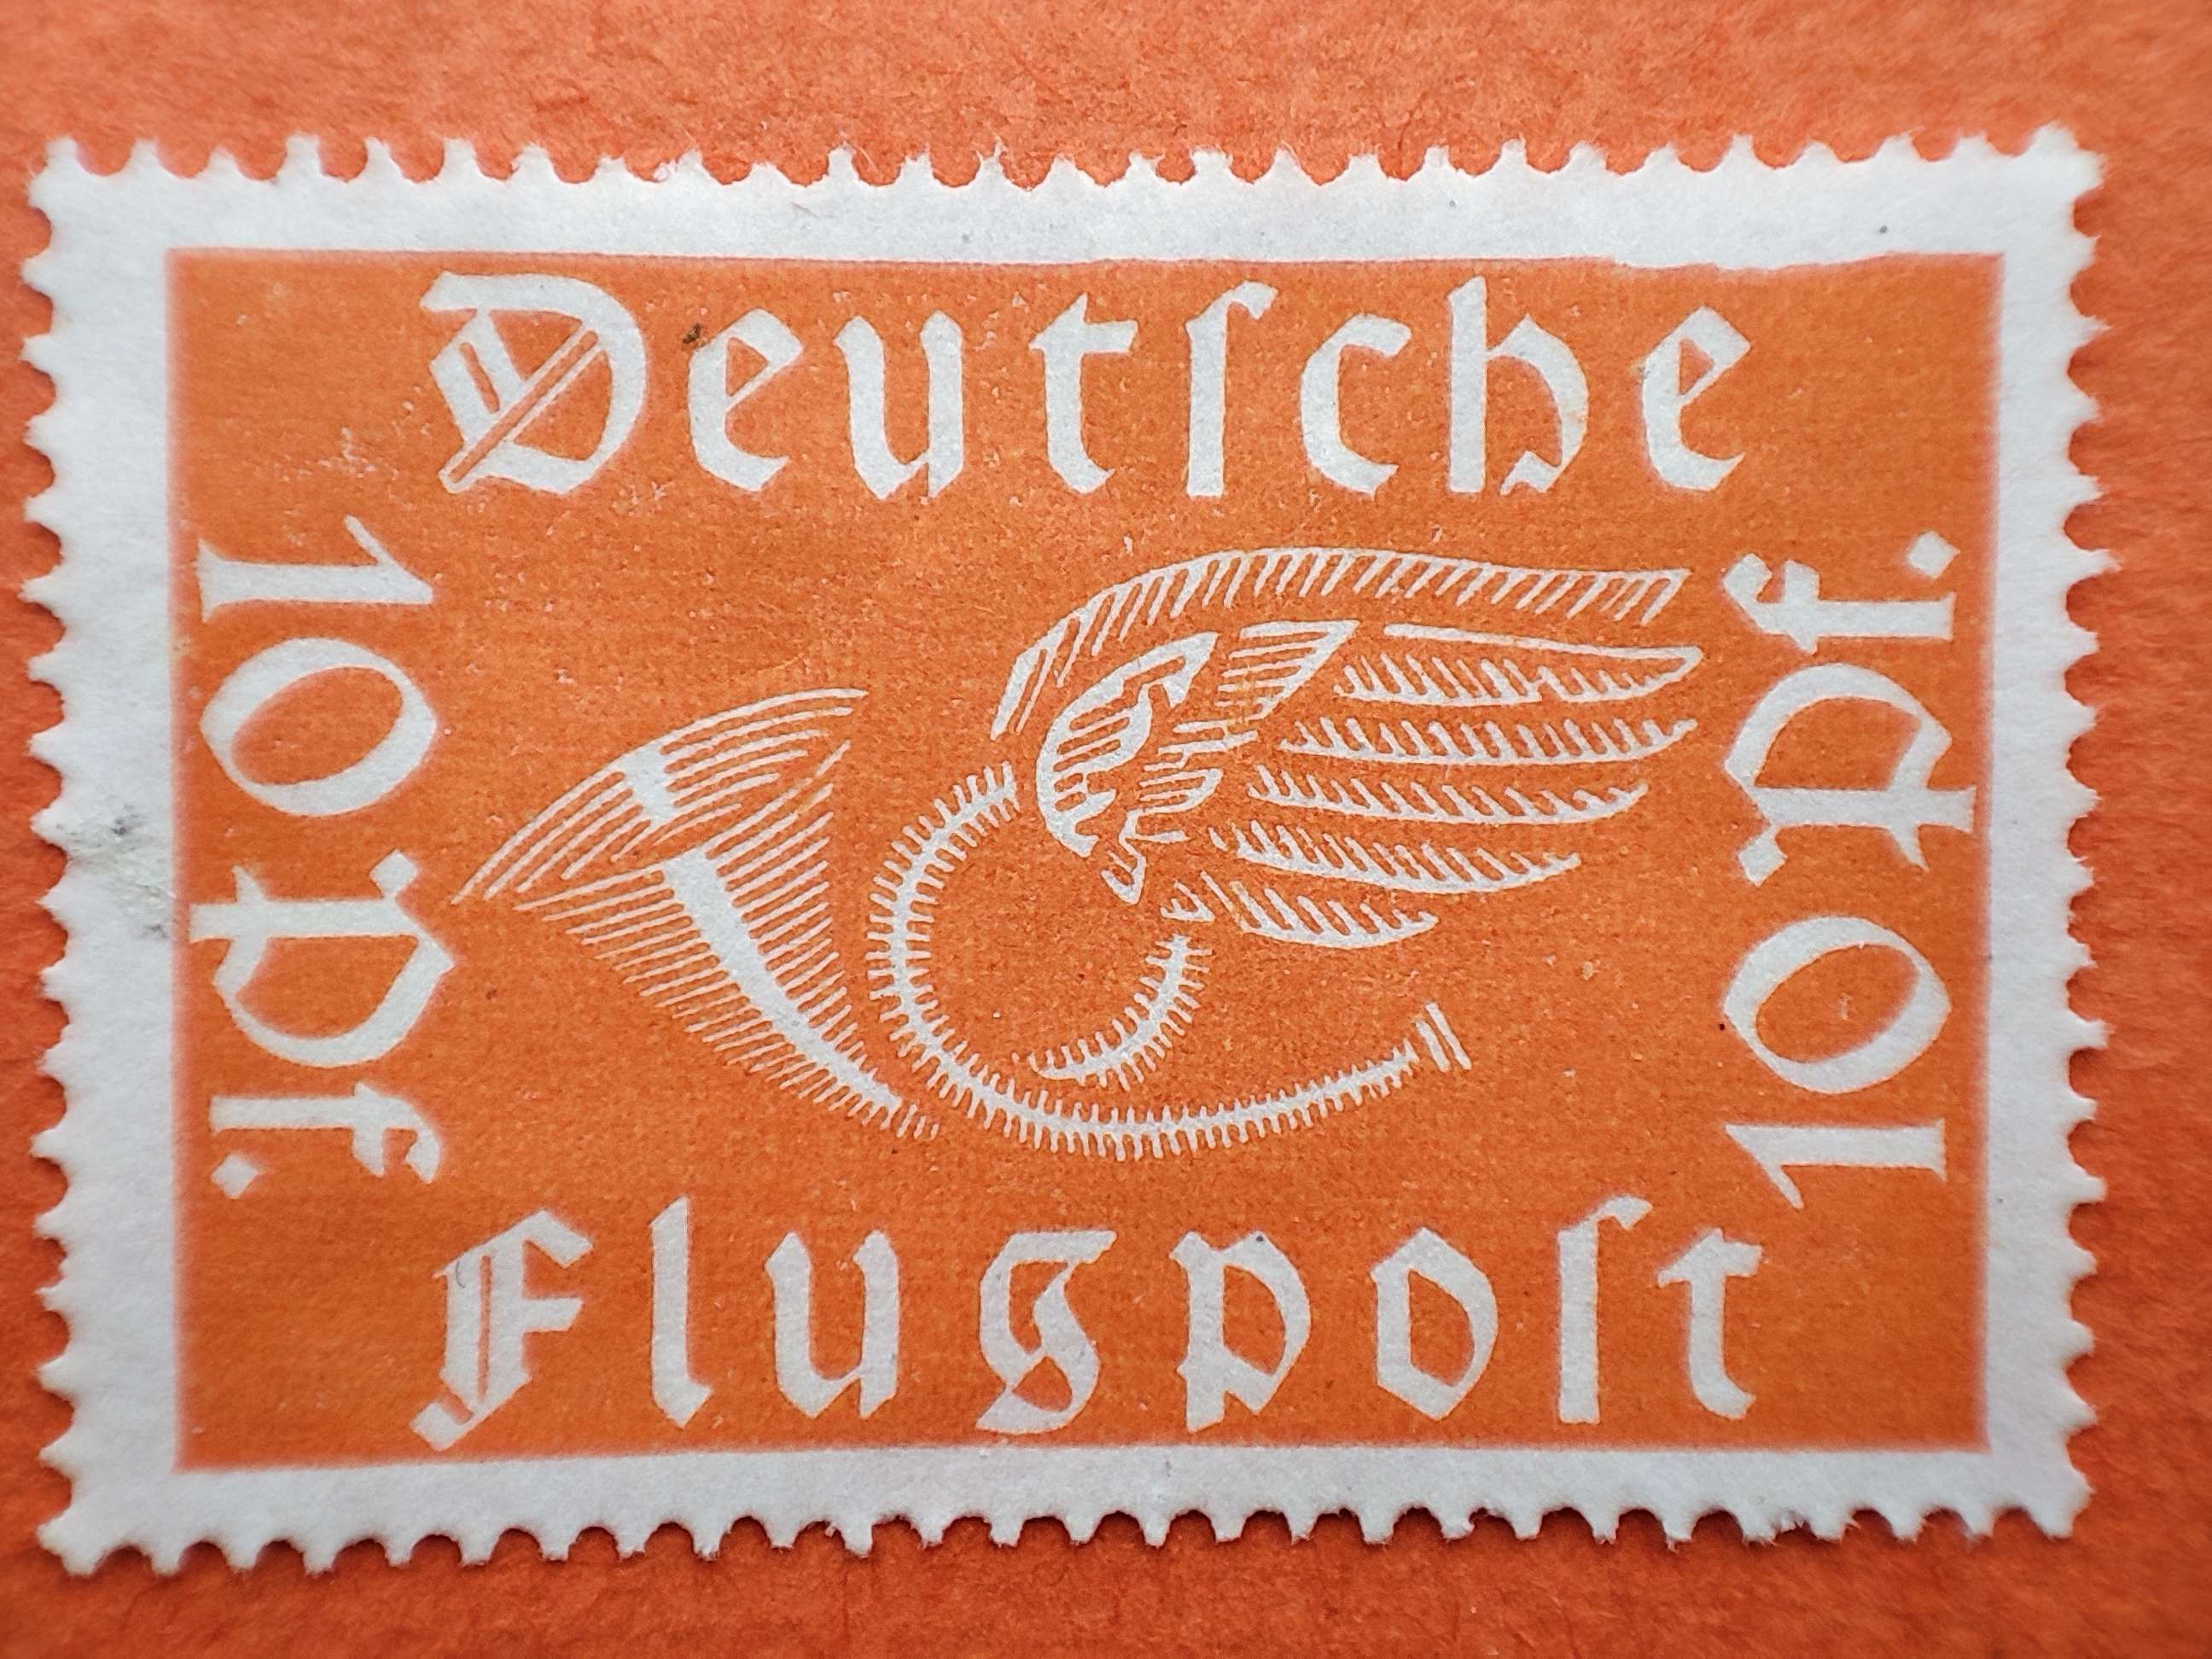 Deutſche
10 Pf.
10 Pf.
Flugpoſt